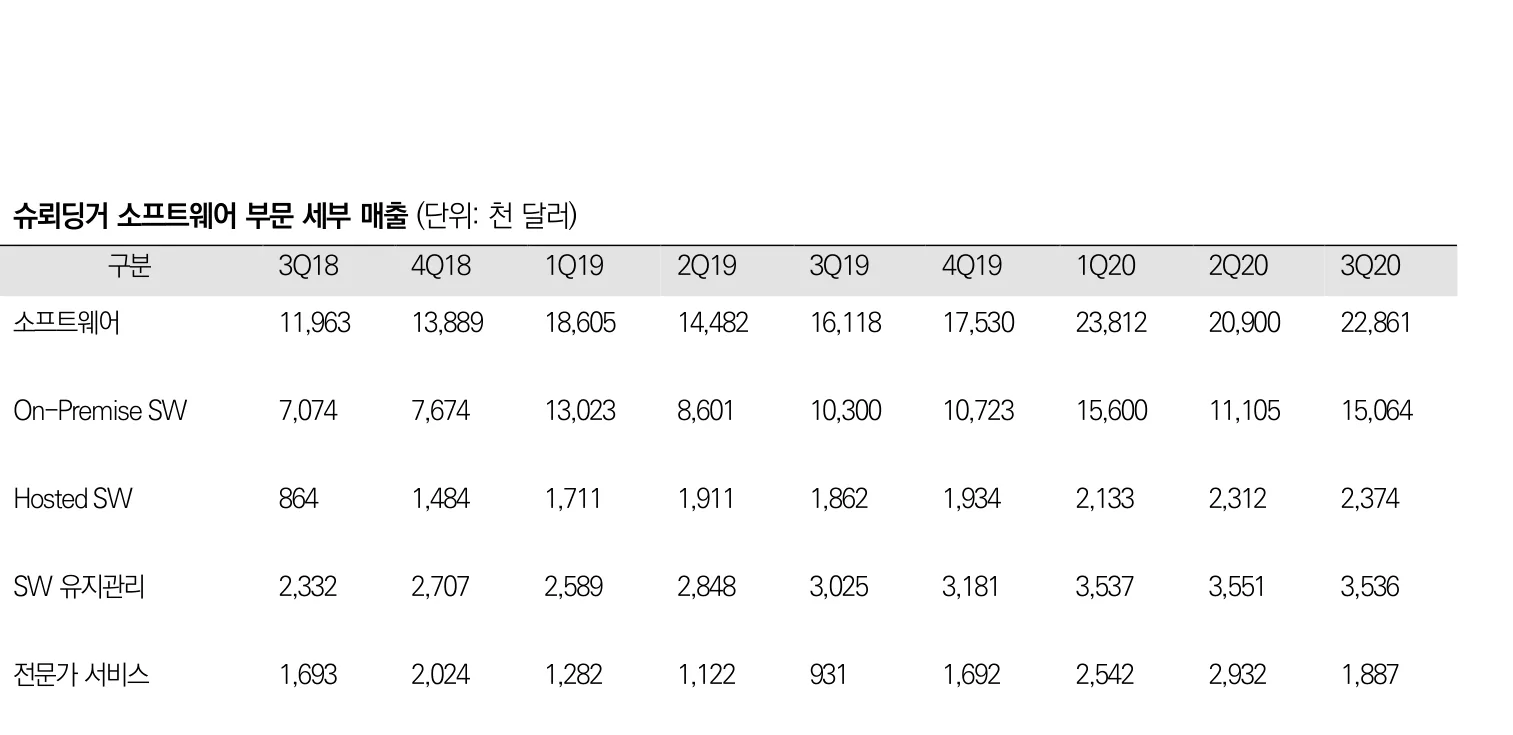 슈뢰딩거 소프트웨어 부문 세부 매출 (단위: 천 달러)
구분 3Q18 4Q18 1Q19 2Q19 3Q19 4Q19 1Q20 2Q20 3Q20
소프트웨어 11,963 13,889 18,605 14,482 16,118 17,530 23,812 20,900 22,861
On-Premise SW 7,074 7,674 13,023 8,601 10,300 10,723 15,600 11,105 15,064
Hosted SW 864 1,484 1,711 1,911 1,862 1,934 2,133 2,312 2,374
SW 유지관리 2,332 2,707 2,589 2,848 3,025 3,181 3,537 3,551 3,536
전문가 서비스 1,693 2,024 1,282 1,122 931 1,692 2,542 2,932 1,887